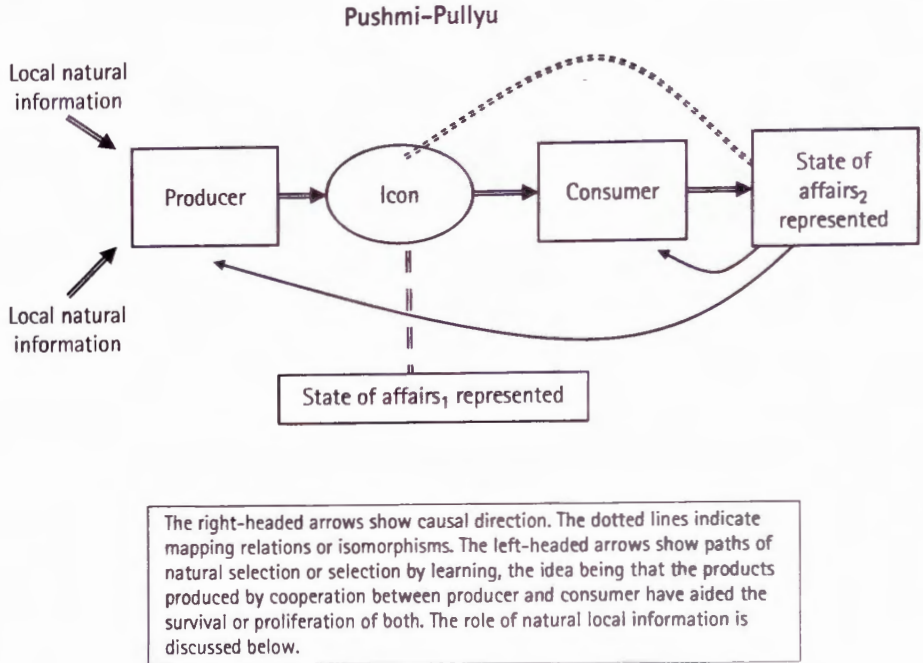 Pushmi-Pullyu
Local natural
information
Producer
Icon
Consumer
State of
affairs₂
represented
Local natural
information
State of affairs₁ represented
The right-headed arrows show causal direction. The dotted lines indicate
mapping relations or isomorphisms. The left-headed arrows show paths of
natural selection or selection by learning, the idea being that the products
produced by cooperation between producer and consumer have aided the
survival or proliferation of both. The role of natural local information is
discussed below.